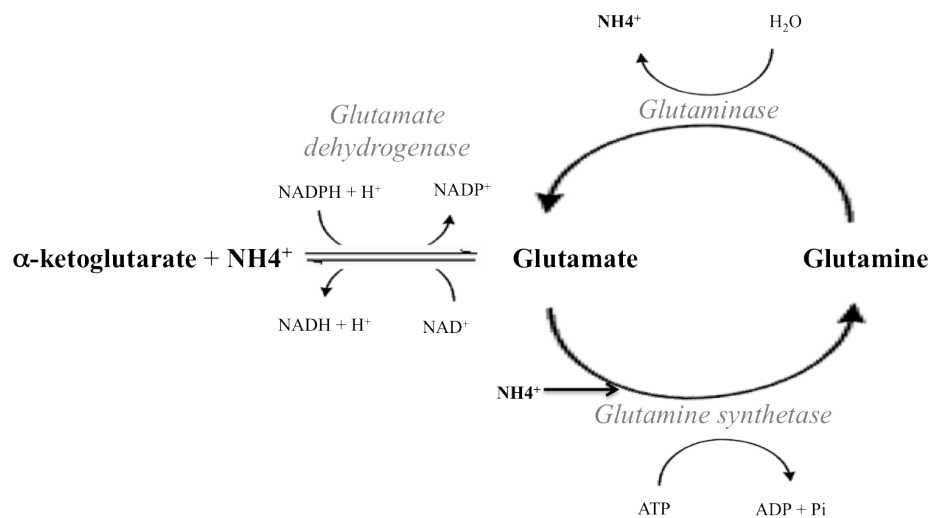 NH4⁺ H₂O
Glutaminase
Glutamate
dehydrogenase
NADPH + H⁺ NADP⁺
α-ketoglutarate + NH4⁺ Glutamate Glutamine
NADH + H⁺ NAD⁺
NH4⁺
Glutamine synthetase
ATP ADP + Pi